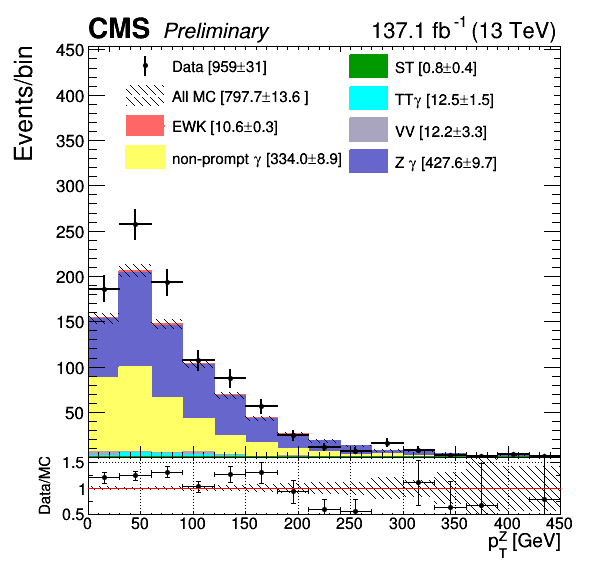 CMS Preliminary 137.1 fb⁻¹ (13 TeV)
Events/bin
450
400
350
300
250
200
150
100
50
Data [959±31]
All MC [797.7±13.6 ]
EWK [10.6±0.3]
non-prompt γ [334.0±8.9]
ST [0.8±0.4]
TTγ [12.5±1.5]
VV [12.2±3.3]
Z γ [427.6±9.7]
Data/MC
1.5
1
0.5
0 50 100 150 200 250 300 350 400 450
p_T^Z [GeV]